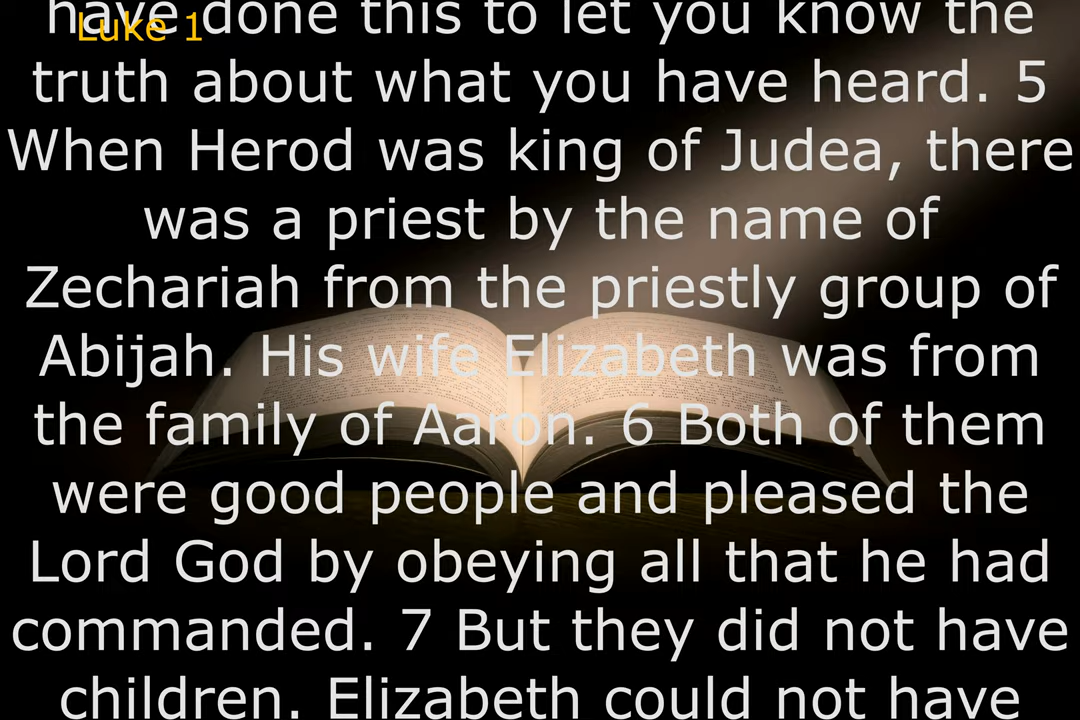 Luke 1
have done this to let you know the
truth about what you have heard. 5
When Herod was king of Judea, there
was a priest by the name of
Zechariah from the priestly group of
Abijah. His wife Elizabeth was from
the family of Aaron. 6 Both of them
were good people and pleased the
Lord God by obeying all that he had
commanded. 7 But they did not have
children. Elizabeth could not have